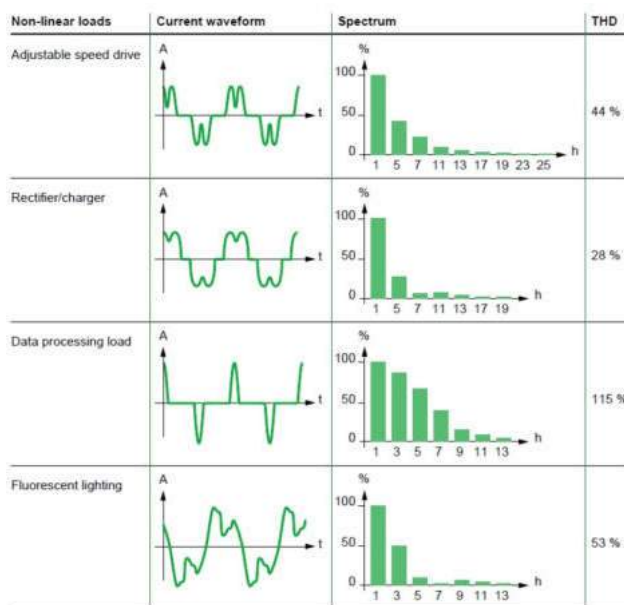 Non-linear loads Current waveform Spectrum THD
Adjustable speed drive A t % 100 50 0 h 44 %
1 5 7 11 13 17 19 23 25
Rectifier/charger A t % 100 50 0 h 28 %
1 5 7 11 13 17 19
Data processing load A t % 100 50 0 h 115 %
1 3 5 7 9 11 13
Fluorescent lighting A t % 100 50 0 h 53 %
1 3 5 7 9 11 13